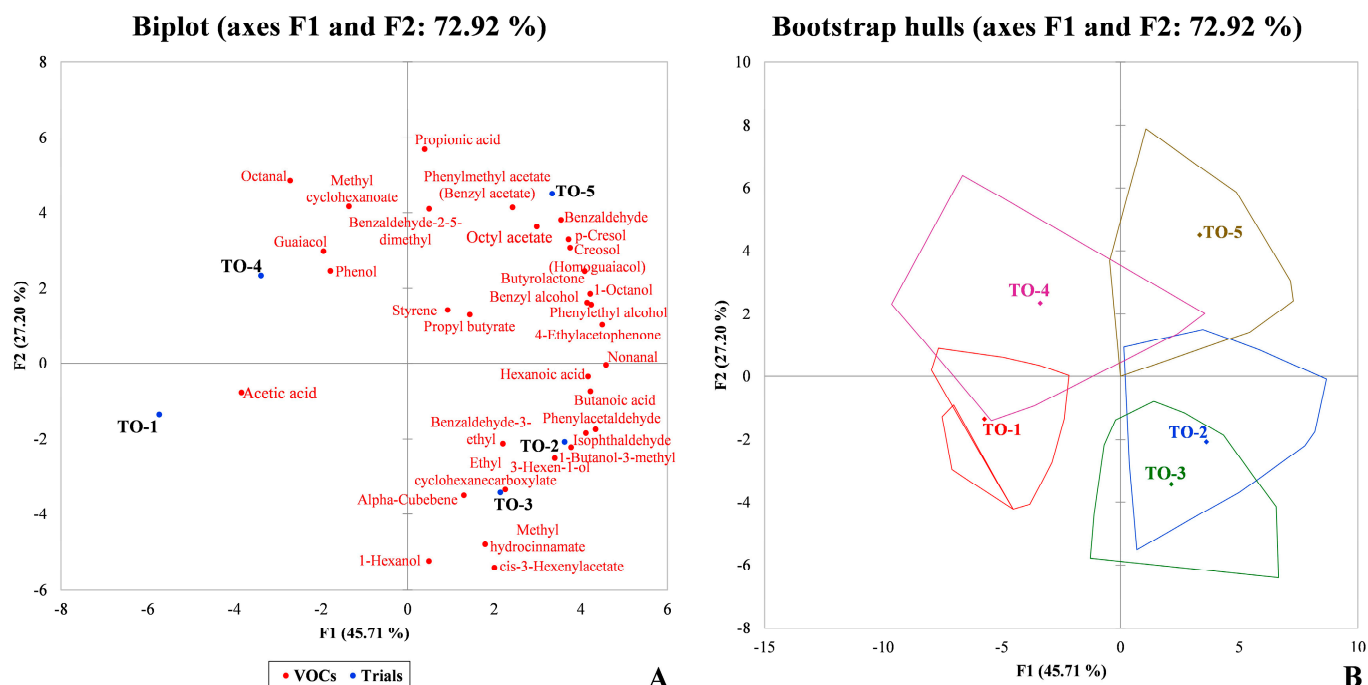 Biplot (axes F1 and F2: 72.92 %)
8
6
4
2
0
-2
-4
-6
-8
-6
-4
-2
0
2
4
6
F2 (27.20 %)
F1 (45.71 %)
Propionic acid
Octanal
Methyl
cyclohexanoate
Phenylmethyl acetate
(Benzyl acetate)
TO-5
Benzaldehyde-2-5-
dimethyl
Benzaldehyde
Octyl acetate
p-Cresol
Creosol
(Homoguaiacol)
Guaiacol
TO-4
Phenol
Butyrolactone
1-Octanol
Benzyl alcohol
Phenylethyl alcohol
Styrene
Propyl butyrate
4-Ethylacetophenone
Nonanal
Hexanoic acid
Acetic acid
Butanoic acid
TO-1
Benzaldehyde-3-
ethyl
Phenylacetaldehyde
TO-2
Isophthaldehyde
1-Butanol-3-methyl
Ethyl
cyclohexanecarboxylate
3-Hexen-1-ol
Alpha-Cubebene
TO-3
Methyl
hydrocinnamate
1-Hexanol
cis-3-Hexenylacetate
VOCs
Trials
A
Bootstrap hulls (axes F1 and F2: 72.92 %)
10
8
6
4
2
0
-2
-4
-6
-8
-15
-10
-5
0
5
10
F2 (27.20 %)
F1 (45.71 %)
TO-5
TO-4
TO-1
TO-2
TO-3
B